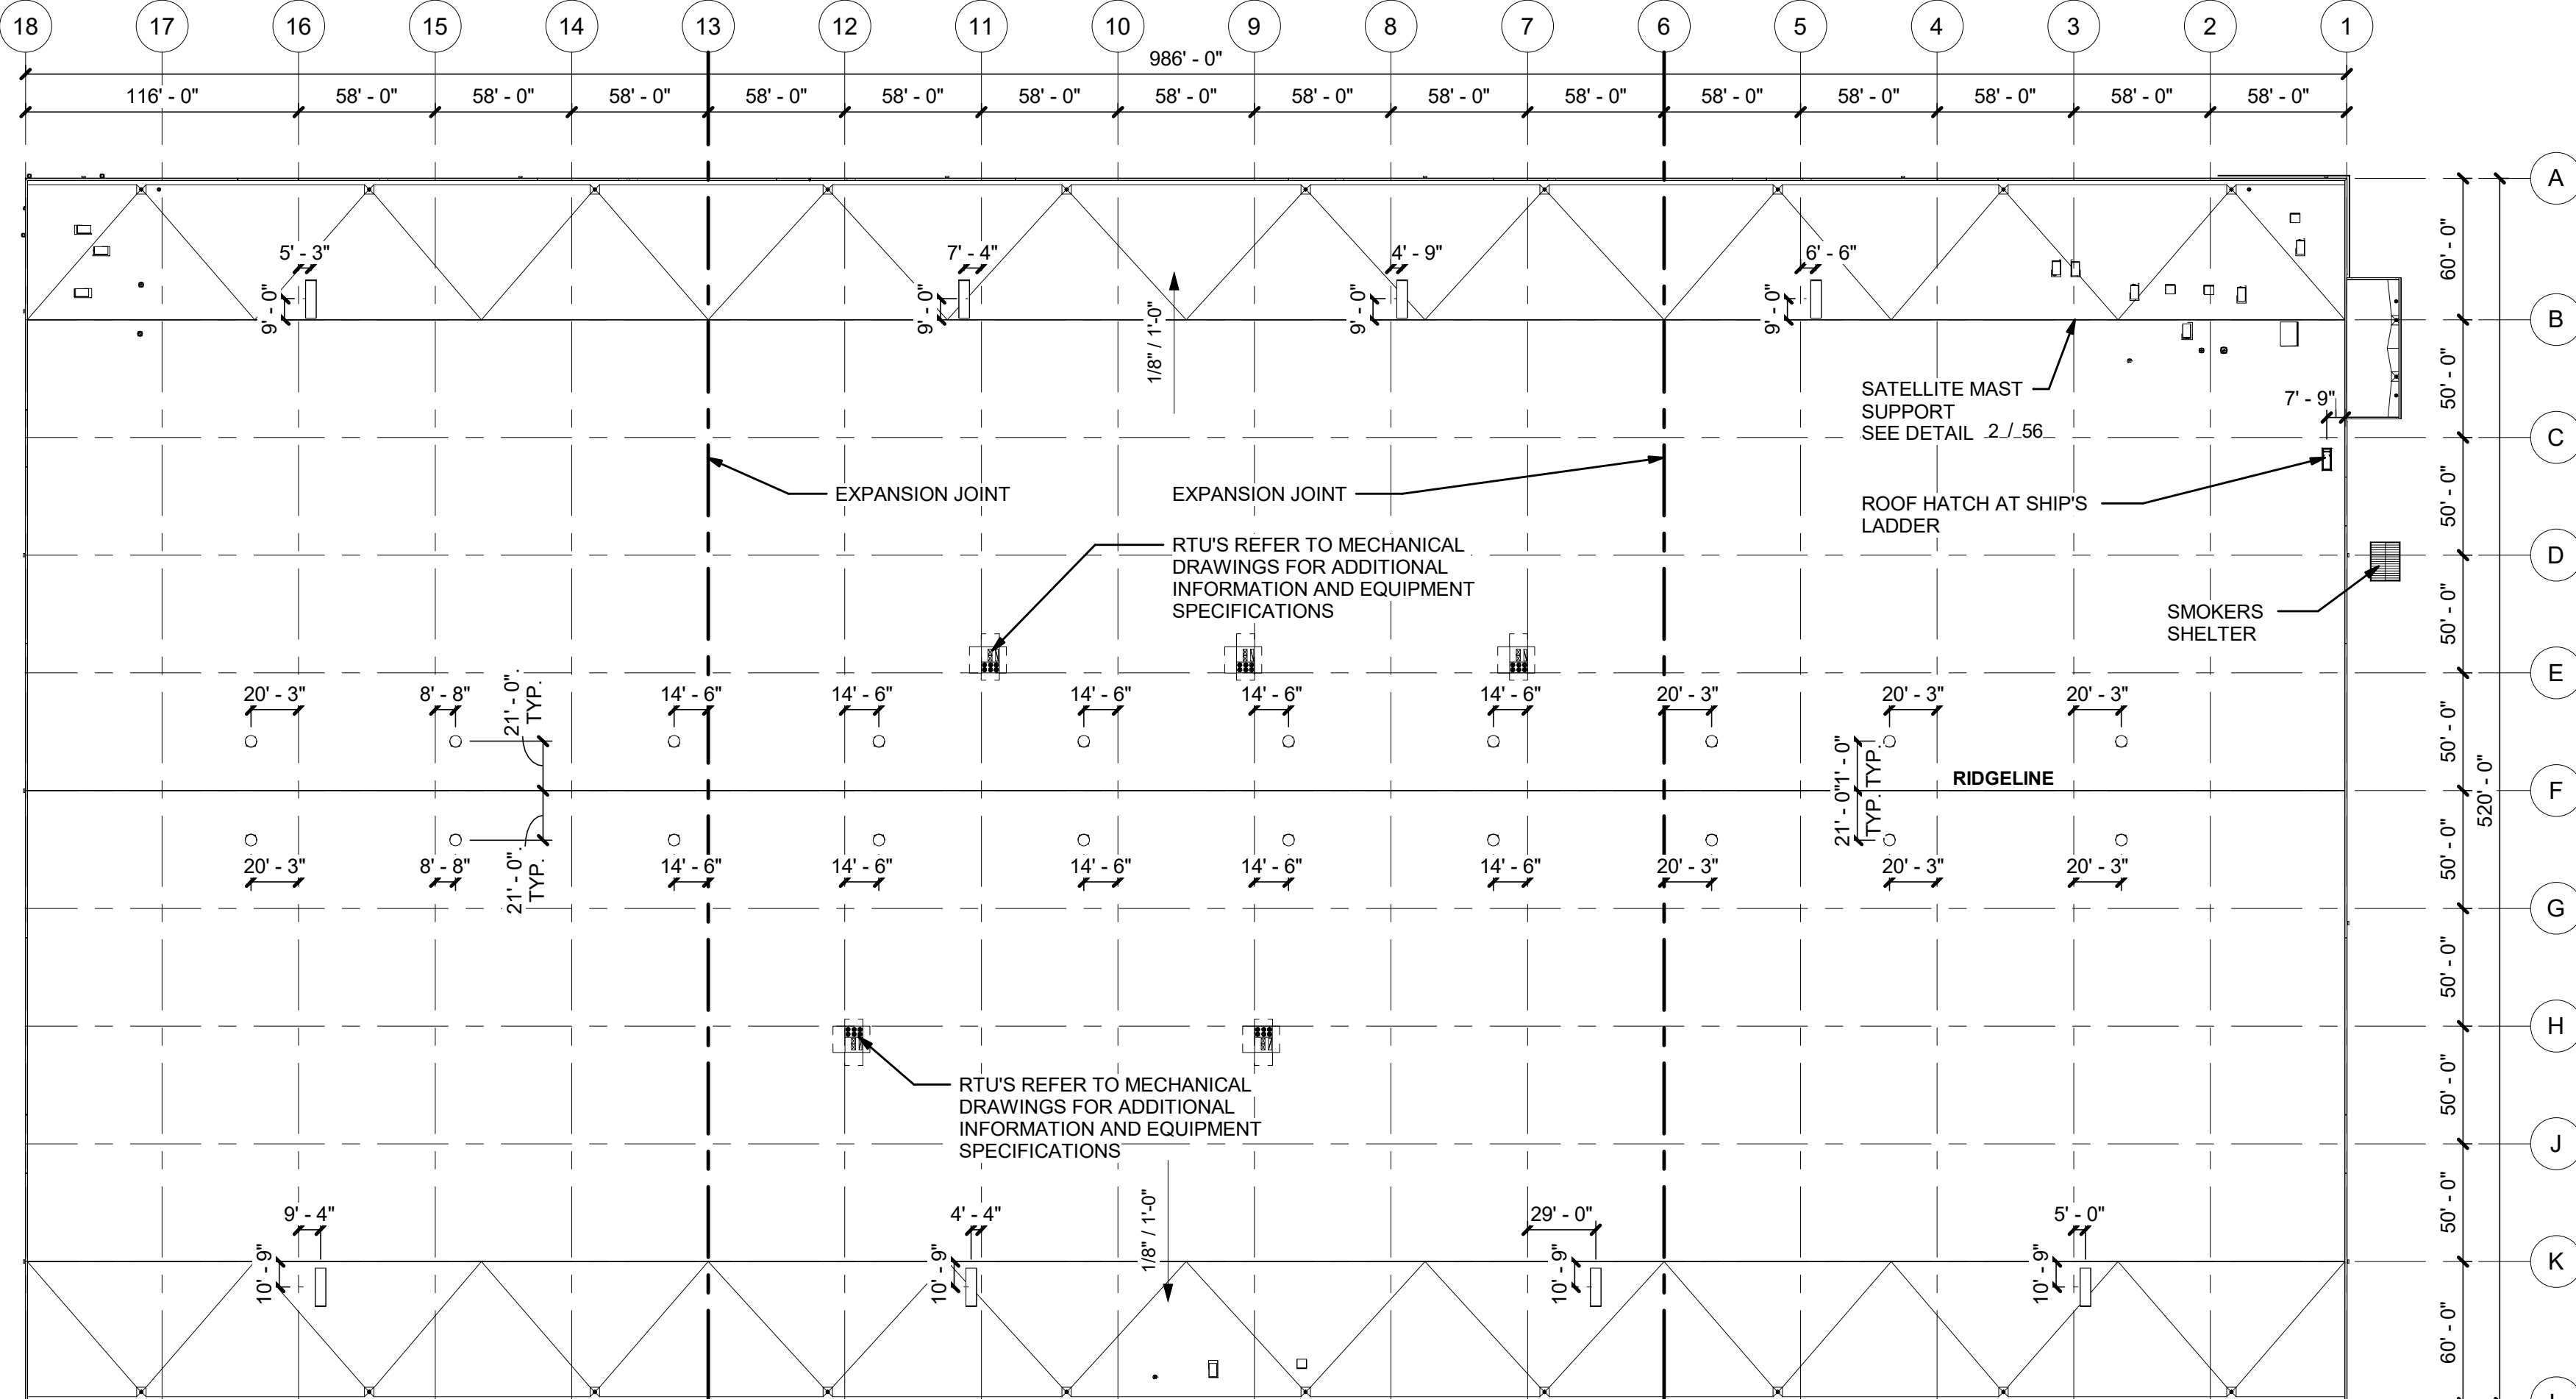 18 17 16 15 14 13 12 11 10 9 8 7 6 5 4 3 2 1
986' - 0"
116' - 0" 58' - 0" 58' - 0" 58' - 0" 58' - 0" 58' - 0" 58' - 0" 58' - 0" 58' - 0" 58' - 0" 58' - 0" 58' - 0" 58' - 0" 58' - 0" 58' - 0" 58' - 0"
A
60' - 0"
5' - 3" 7' - 4" 4' - 9" 6' - 6"
9' - 0" 9' - 0" 9' - 0" 9' - 0"
B
1/8" / 1'-0"
50' - 0"
SATELLITE MAST
SUPPORT
SEE DETAIL 2 / 56
7' - 9"
C
EXPANSION JOINT
EXPANSION JOINT
ROOF HATCH AT SHIP'S
LADDER
50' - 0"
RTU'S REFER TO MECHANICAL
DRAWINGS FOR ADDITIONAL
INFORMATION AND EQUIPMENT
SPECIFICATIONS
D
SMOKERS
SHELTER
50' - 0"
E
20' - 3" 8' - 8" 14' - 6" 14' - 6" 14' - 6" 14' - 6" 14' - 6" 20' - 3" 20' - 3" 20' - 3"
21' - 0".
TYP.
1' - 0"
TYP.
50' - 0"
RIDGELINE
520' - 0"
F
21' - 0"
TYP.
21' - 0".
TYP.
50' - 0"
20' - 3" 8' - 8" 14' - 6" 14' - 6" 14' - 6" 14' - 6" 14' - 6" 20' - 3" 20' - 3" 20' - 3"
G
50' - 0"
H
RTU'S REFER TO MECHANICAL
DRAWINGS FOR ADDITIONAL
INFORMATION AND EQUIPMENT
SPECIFICATIONS
50' - 0"
J
1/8" / 1'-0"
50' - 0"
9' - 4" 4' - 4" 29' - 0" 5' - 0"
10' - 9" 10' - 9" 10' - 9" 10' - 9"
K
60' - 0"